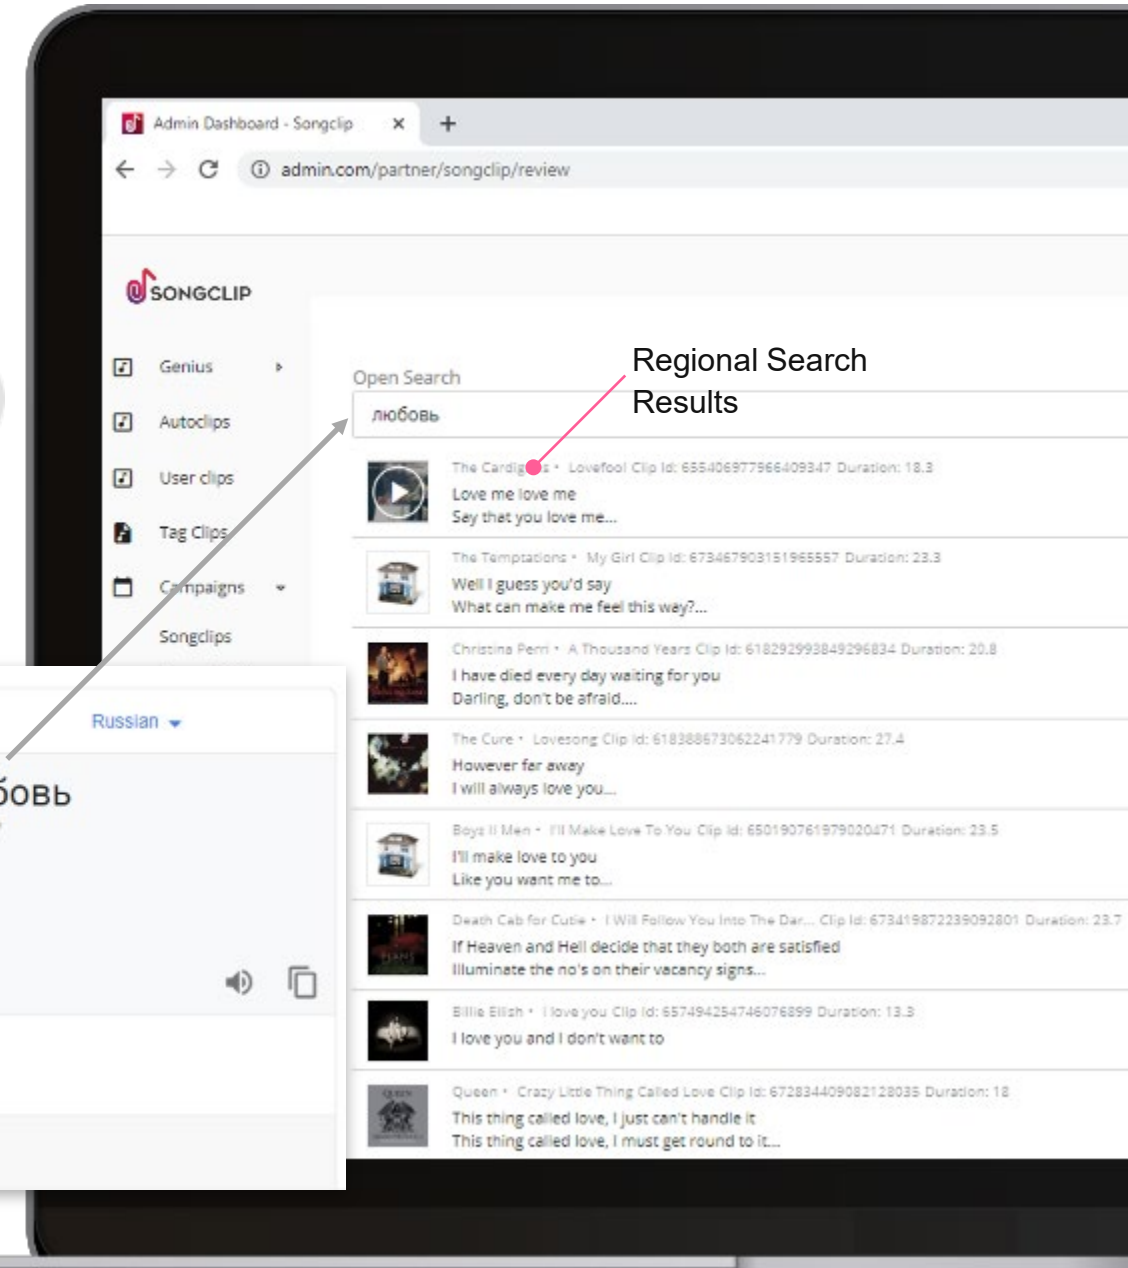 Admin Dashboard - Songclip
admin.com/partner/songclip/review
SONGCLIP
Genius
Autoclips
User clips
Tag Clips
Campaigns
Songclips
Regional Search
Results
Open Search
любовь
The Cardigans • Lovefool Clip Id: 655406977966409347 Duration: 18.3
Love me love me
Say that you love me...
The Temptations • My Girl Clip Id: 673467903151965557 Duration: 23.3
Well I guess you'd say
What can make me feel this way?...
Christina Perri • A Thousand Years Clip Id: 618292993849296834 Duration: 20.8
I have died every day waiting for you
Darling, don't be afraid....
The Cure • Lovesong Clip Id: 618388673062241779 Duration: 27.4
However far away
I will always love you...
Boyz II Men • I'll Make Love To You Clip Id: 650190761979020471 Duration: 23.5
I'll make love to you
Like you want me to...
Death Cab for Cutie • I Will Follow You Into The Dar... Clip Id: 673419872239092801 Duration: 23.7
If Heaven and Hell decide that they both are satisfied
Illuminate the no's on their vacancy signs...
Billie Eilish • I love you Clip Id: 657494254746076899 Duration: 13.3
I love you and I don't want to
QUEEN
Queen • Crazy Little Thing Called Love Clip Id: 672834409082128035 Duration: 18
This thing called love, I just can't handle it
This thing called love, I must get round to it...
Russian
бовь